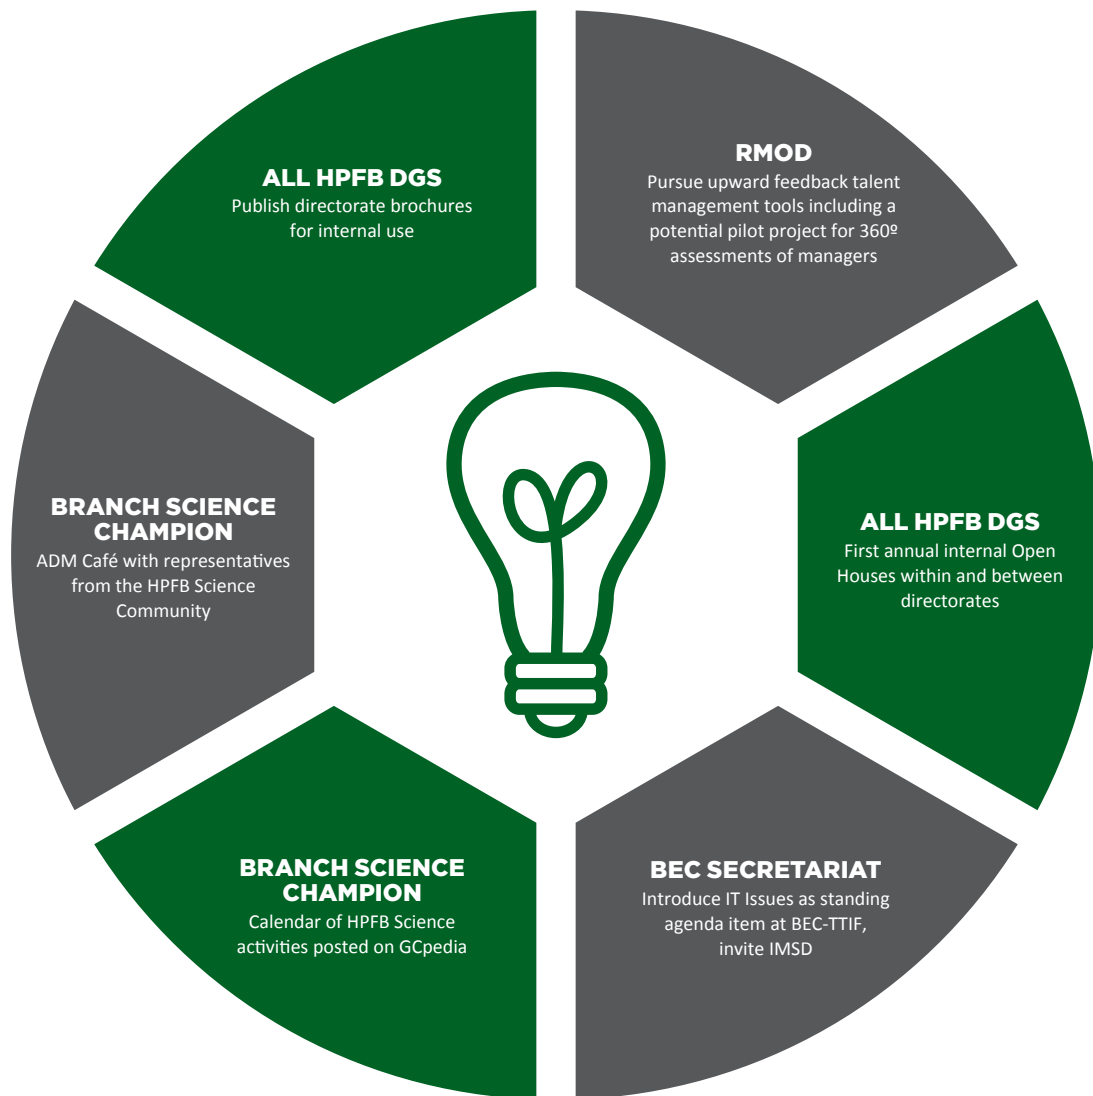 ALL HPFB DGS
Publish directorate brochures
for internal use
RMOD
Pursue upward feedback talent
management tools including a
potential pilot project for 360º
assessments of managers
BRANCH SCIENCE
CHAMPION
ADM Café with representatives
from the HPFB Science
Community
ALL HPFB DGS
First annual internal Open
Houses within and between
directorates
BRANCH SCIENCE
CHAMPION
Calendar of HPFB Science
activities posted on GCpedia
BEC SECRETARIAT
Introduce IT Issues as standing
agenda item at BEC-TTIF,
invite IMSD